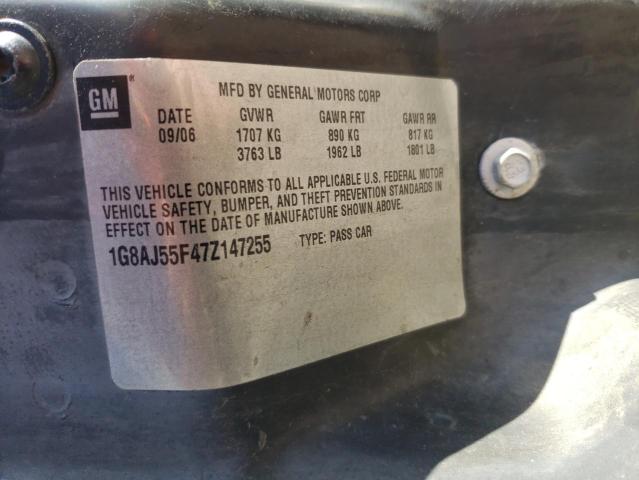 GM®
MFD BY GENERAL MOTORS CORP
DATE GVWR GAWR FRT GAWR RR
09/06 1707 KG 890 KG 817 KG
3763 LB 1962 LB 1801 LB
THIS VEHICLE CONFORMS TO ALL APPLICABLE U.S. FEDERAL MOTOR
VEHICLE SAFETY, BUMPER, AND THEFT PREVENTION STANDARDS IN
EFFECT ON THE DATE OF MANUFACTURE SHOWN ABOVE.
1G8AJ55F47Z147255 TYPE: PASS CAR